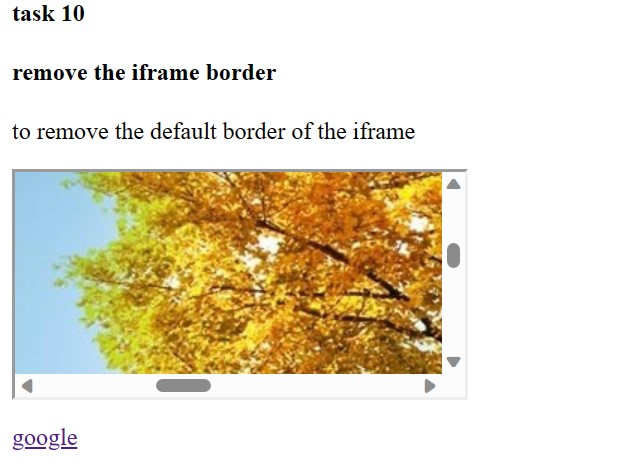 task 10
remove the iframe border
to remove the default border of the iframe
google